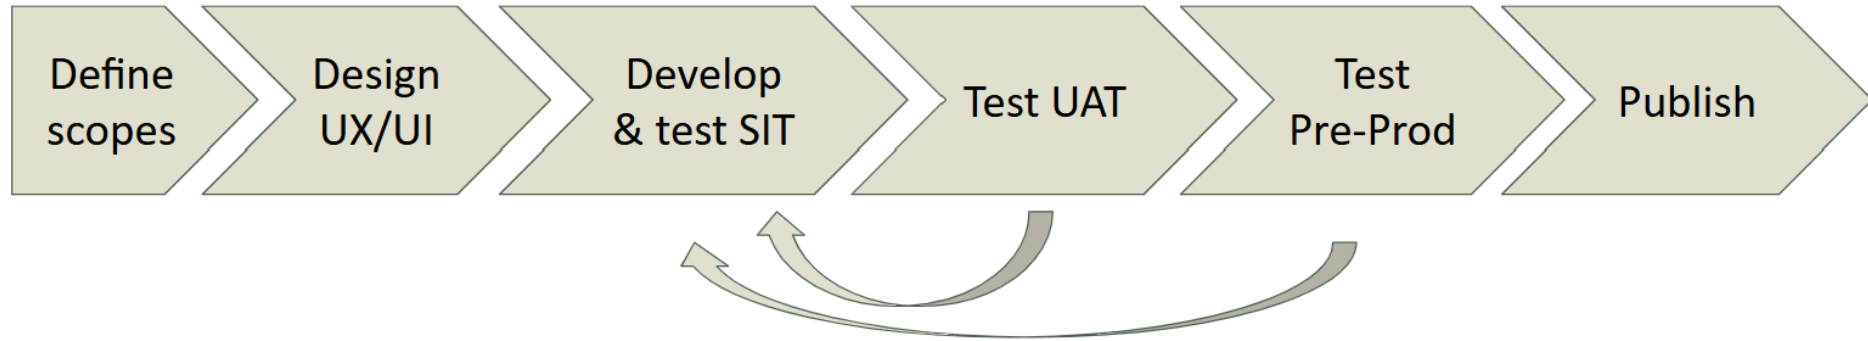 Define
scopes
Design
UX/UI
Develop
& test SIT
Test UAT
Test
Pre-Prod
Publish